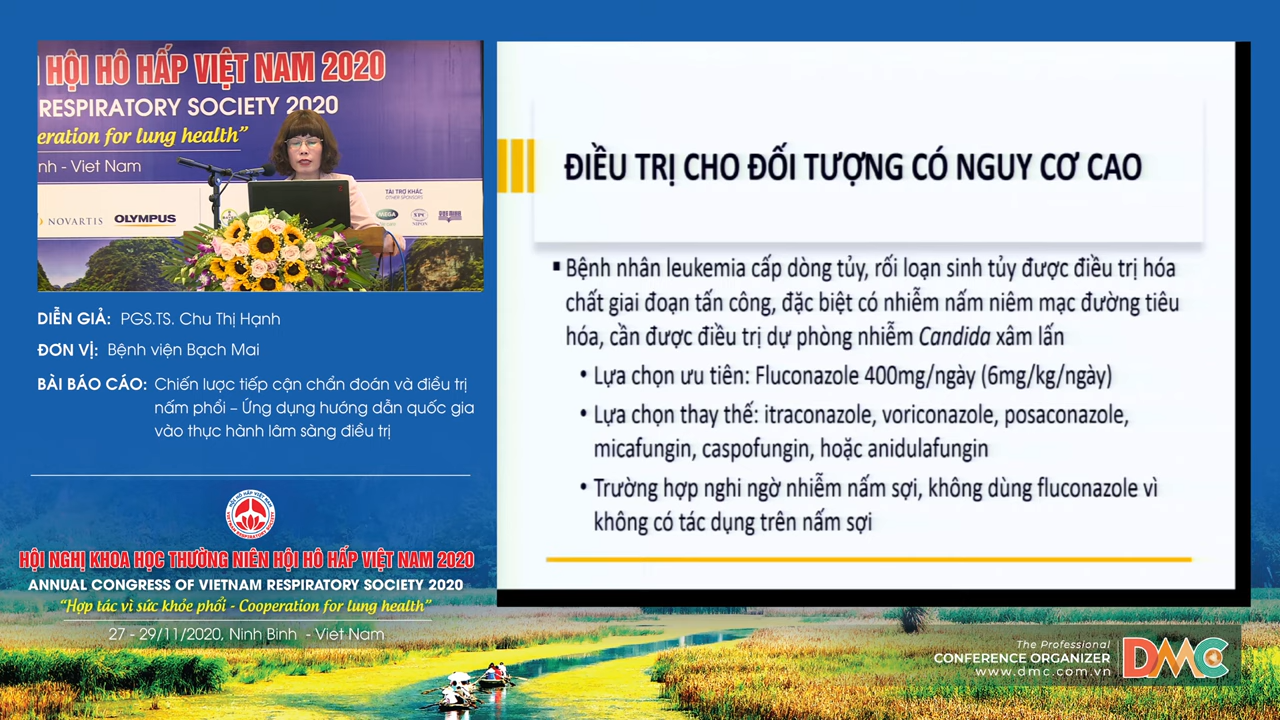 HỘI HÔ HẤP VIỆT NAM 2020
RESPIRATORY SOCIETY 2020
eration for lung health”
nh - Viet Nam
TÀI TRỢ KHÁC
OTHER SPONSORS
NOVARTIS
OLYMPUS
MEGA
NIPON
DIỄN GIẢ: PGS.TS. Chu Thị Hạnh
ĐƠN VỊ: Bệnh viện Bạch Mai
BÀI BÁO CÁO: Chiến lược tiếp cận chẩn đoán và điều trị
nấm phổi – Ứng dụng hướng dẫn quốc gia
vào thực hành lâm sàng điều trị
HỘI NGHỊ KHOA HỌC THƯỜNG NIÊN HỘI HÔ HẤP VIỆT NAM 2020
ANNUAL CONGRESS OF VIETNAM RESPIRATORY SOCIETY 2020
“Hợp tác vì sức khỏe phổi - Cooperation for lung health”
27 - 29/11/2020, Ninh Binh - Viet Nam
ĐIỀU TRỊ CHO ĐỐI TƯỢNG CÓ NGUY CƠ CAO
▪ Bệnh nhân leukemia cấp dòng tủy, rối loạn sinh tủy được điều trị hóa
chất giai đoạn tấn công, đặc biệt có nhiễm nấm niêm mạc đường tiêu
hóa, cần được điều trị dự phòng nhiễm Candida xâm lấn
• Lựa chọn ưu tiên: Fluconazole 400mg/ngày (6mg/kg/ngày)
• Lựa chọn thay thế: itraconazole, voriconazole, posaconazole,
micafungin, caspofungin, hoặc anidulafungin
• Trường hợp nghi ngờ nhiễm nấm sợi, không dùng fluconazole vì
không có tác dụng trên nấm sợi
The Professional
CONFERENCE ORGANIZER
www.dmc.com.vn
DMC